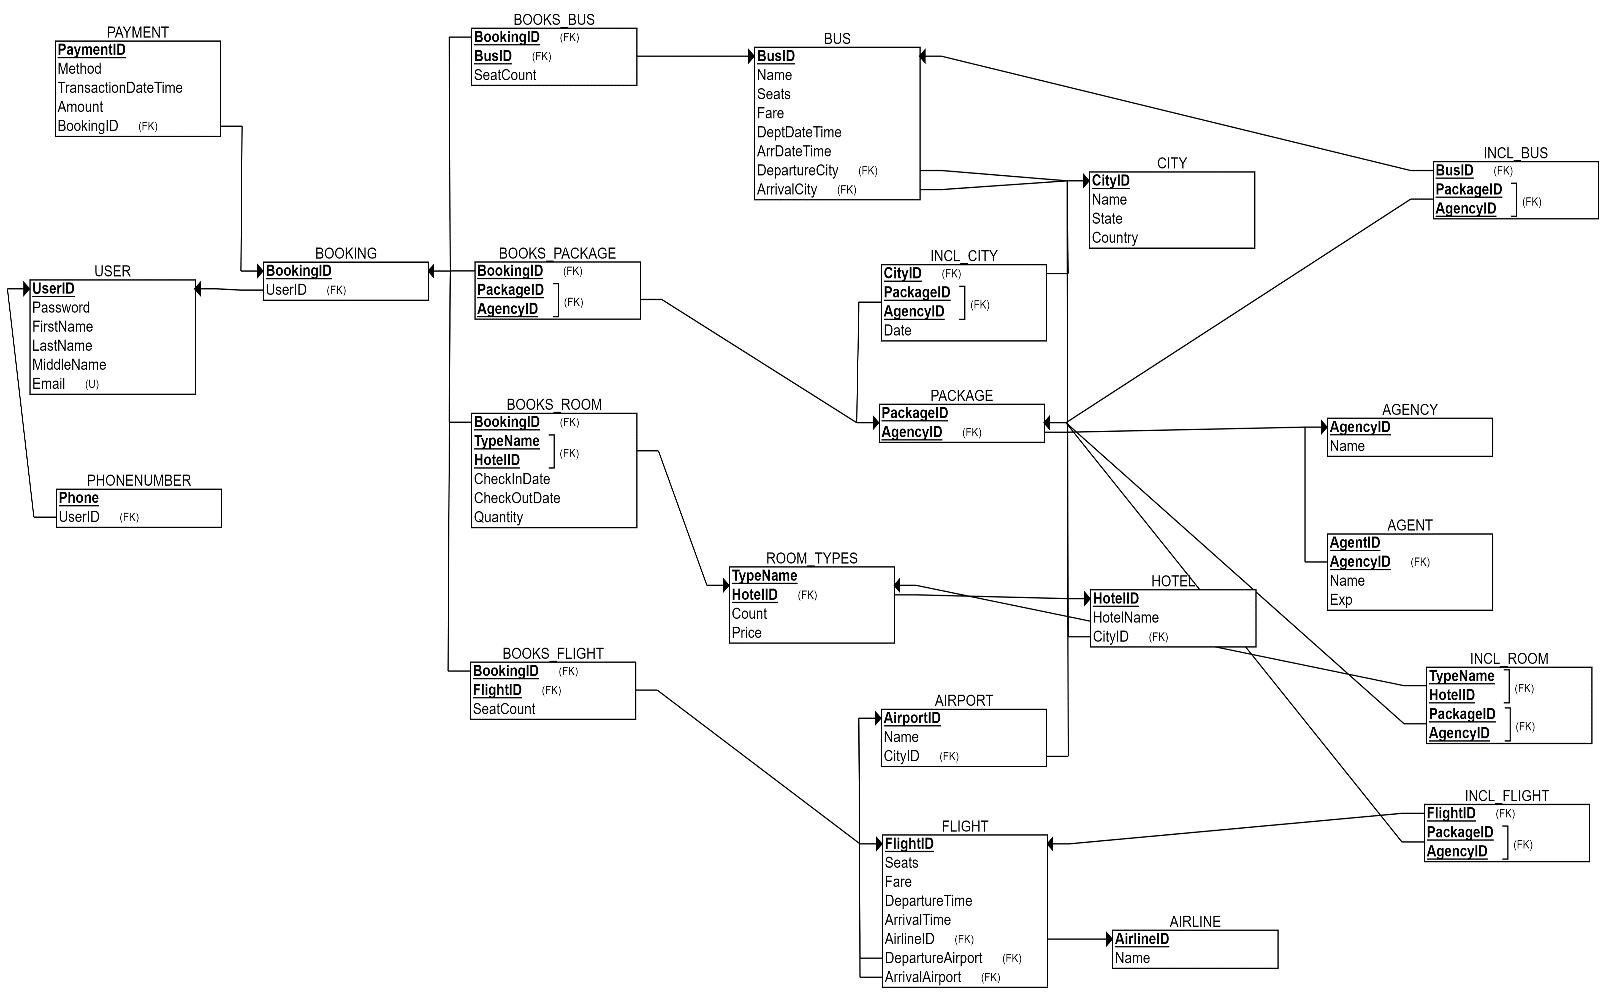 PAYMENT
PaymentID
Method
TransactionDateTime
Amount
BookingID (FK)
USER
UserID
Password
FirstName
LastName
MiddleName
Email (U)
PHONENUMBER
Phone
UserID (FK)
BOOKING
BookingID
UserID (FK)
BOOKS_BUS
BookingID (FK)
BusID (FK)
SeatCount
BOOKS_PACKAGE
BookingID (FK)
PackageID
AgencyID (FK)
BOOKS_ROOM
BookingID (FK)
TypeName
HotelID (FK)
CheckInDate
CheckOutDate
Quantity
BOOKS_FLIGHT
BookingID (FK)
FlightID (FK)
SeatCount
BUS
BusID
Name
Seats
Fare
DeptDateTime
ArrDateTime
DepartureCity (FK)
ArrivalCity (FK)
INCL_CITY
CityID (FK)
PackageID
AgencyID (FK)
Date
PACKAGE
PackageID
AgencyID (FK)
ROOM_TYPES
TypeName
HotelID (FK)
Count
Price
AIRPORT
AirportID
Name
CityID (FK)
FLIGHT
FlightID
Seats
Fare
DepartureTime
ArrivalTime
AirlineID (FK)
DepartureAirport (FK)
ArrivalAirport (FK)
CITY
CityID
Name
State
Country
HOTEL
HotelID
HotelName
CityID (FK)
AIRLINE
AirlineID
Name
INCL_BUS
BusID (FK)
PackageID
AgencyID (FK)
AGENCY
AgencyID
Name
AGENT
AgentID
AgencyID (FK)
Name
Exp
INCL_ROOM
TypeName
HotelID (FK)
PackageID
AgencyID (FK)
INCL_FLIGHT
FlightID (FK)
PackageID
AgencyID (FK)